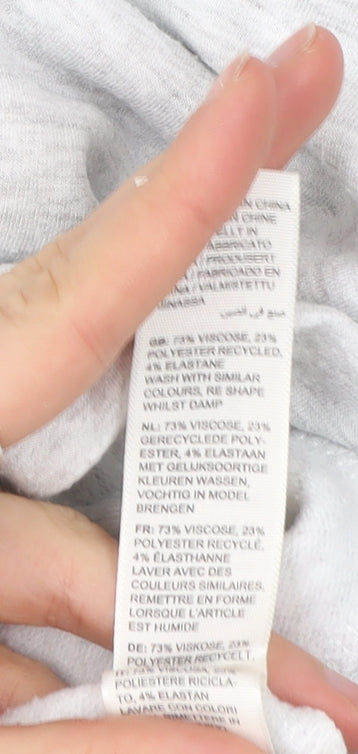 N CHINA
N CHINE
ELLT IN
FABBRICATO
PRODUSERT
/ FABRICADO EN
/ VALMISTETTU
صنع في الصين
GB: 73% VISCOSE, 23%
POLYESTER RECYCLED,
4% ELASTANE
WASH WITH SIMILAR
COLOURS, RE SHAPE
WHILST DAMP
NL: 73% VISCOSE, 23%
GERECYCLEDE POLY-
ESTER, 4% ELASTAAN
MET GELUKSOORTIGE
KLEUREN WASSEN,
VOCHTIG IN MODEL
BRENGEN
FR: 73% VISCOSE, 23%
POLYESTER RECYCLÉ,
4% ÉLASTHANNE
LAVER AVEC DES
COULEURS SIMILAIRES,
REMETTRE EN FORME
LORSQUE L'ARTICLE
EST HUMIDE
DE: 73% VISKOSE, 23%
POLYESTER RECYCELT,
POLIESTERE RICICLA-
TO, 4% ELASTAN
LAVARE CON COLORI
RIMETTERE IN